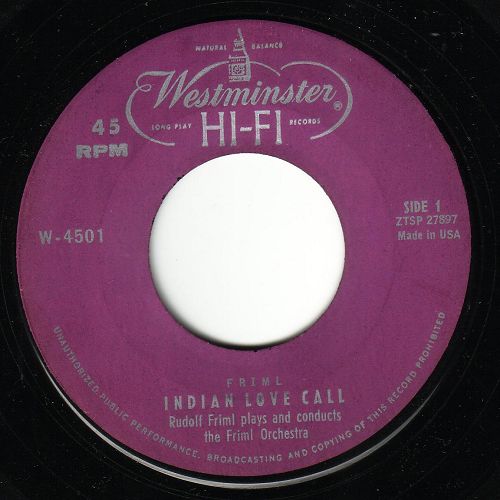 NATURAL BALANCE
Westminster®
LONG PLAY RECORDS
HI-FI
45
RPM
SIDE 1
ZTSP 27897
Made in USA
W-4501
FRIML
INDIAN LOVE CALL
Rudolf Friml plays and conducts
the Friml Orchestra
UNAUTHORIZED PUBLIC PERFORMANCE, BROADCASTING AND COPYING OF THIS RECORD PROHIBITED